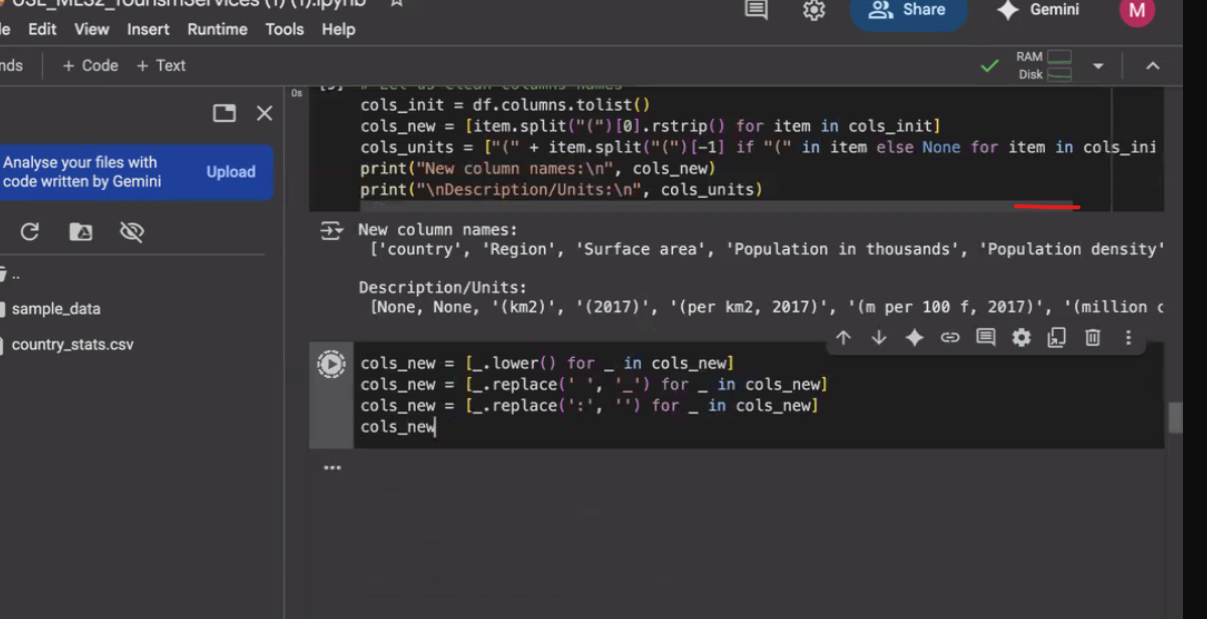 USL_MLS2_TourismServices (1) (1).ipynb
Edit View Insert Runtime Tools Help
Share
Gemini
M
nds
+ Code + Text
RAM
Disk
Analyse your files with
code written by Gemini
Upload
..
sample_data
country_stats.csv
0s
cols_init = df.columns.tolist()
cols_new = [item.split("(")[0].rstrip() for item in cols_init]
cols_units = ["(" + item.split("(")[-1] if "(" in item else None for item in cols_ini
print("New column names:\n", cols_new)
print("\nDescription/Units:\n", cols_units)
New column names:
['country', 'Region', 'Surface area', 'Population in thousands', 'Population density'
Description/Units:
[None, None, '(km2)', '(2017)', '(per km2, 2017)', '(m per 100 f, 2017)', '(million
cols_new = [_.lower() for _ in cols_new]
cols_new = [_.replace(' ', '_') for _ in cols_new]
cols_new = [_.replace(':', '') for _ in cols_new]
cols_new